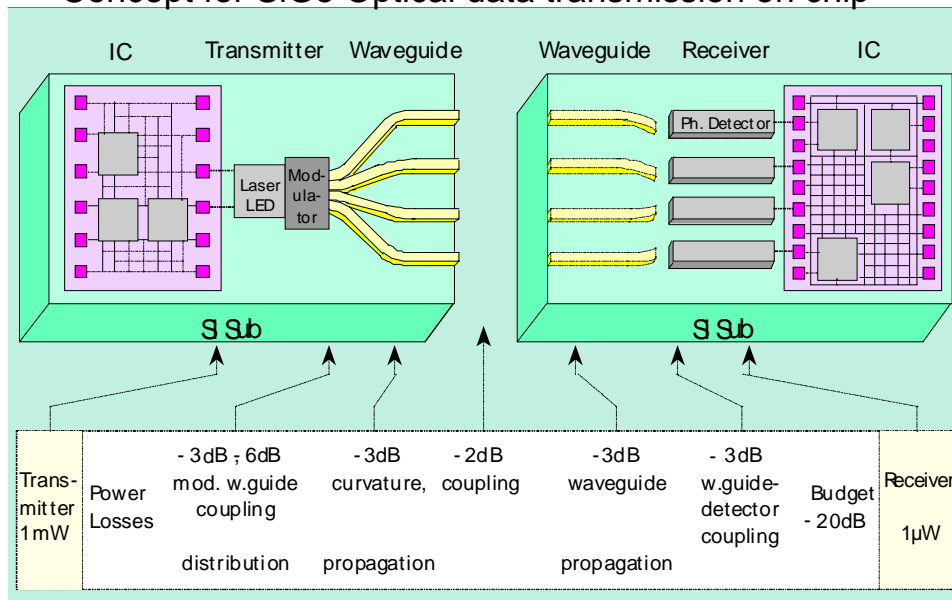 Concept for SiGe Optical data transmission on chip
IC Transmitter Waveguide Waveguide Receiver IC
Ph. Detector
Laser
LED
Mod-
ula-
tor
Si Sub
Si Sub
Trans-
mitter
1mW
Power
Losses
- 3dB ; 6dB
mod. w.guide
coupling
distribution
-3dB
curvature,
propagation
-2dB
coupling
-3dB
waveguide
propagation
- 3dB
w.guide-
detector
coupling
Budget
- 20dB
Receiver
1µW